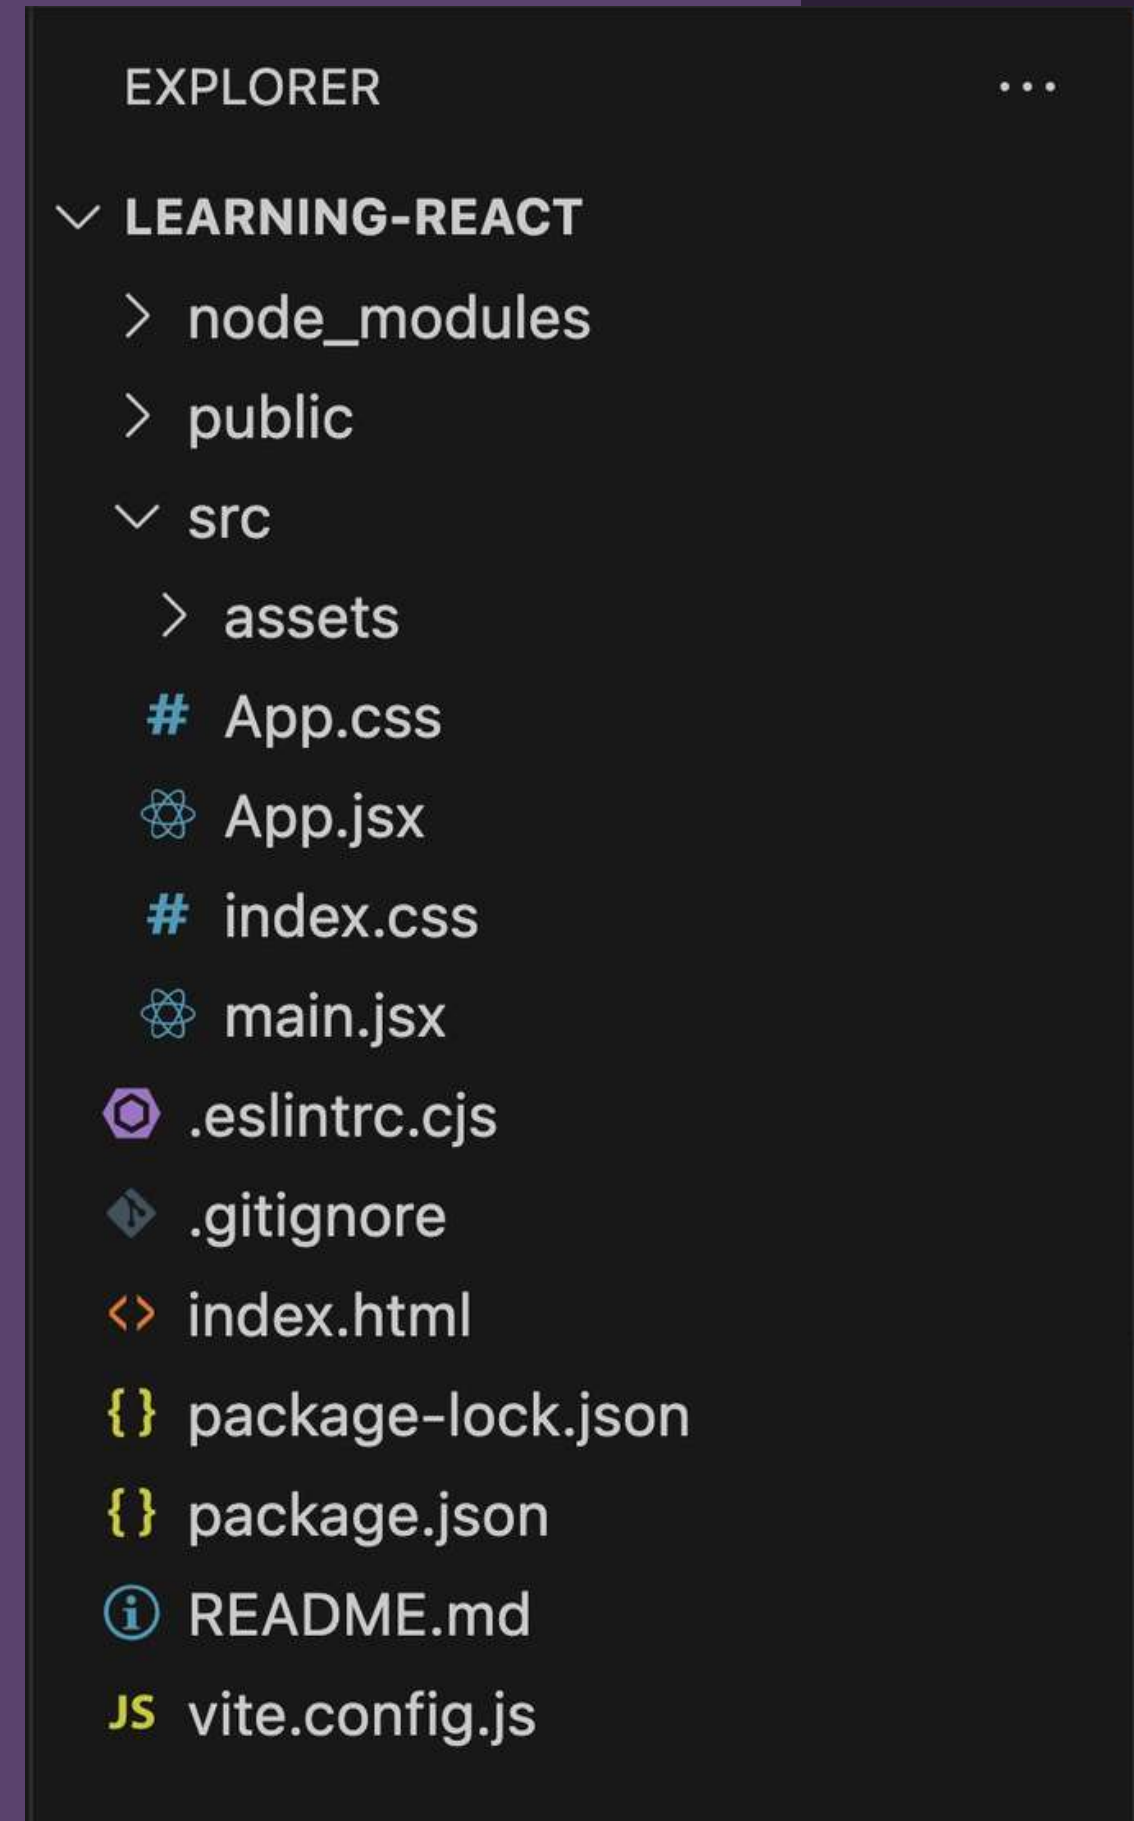 EXPLORER ...
LEARNING-REACT
node_modules
public
src
assets
# App.css
App.jsx
# index.css
main.jsx
.eslintrc.cjs
.gitignore
<> index.html
{} package-lock.json
{} package.json
README.md
JS vite.config.js